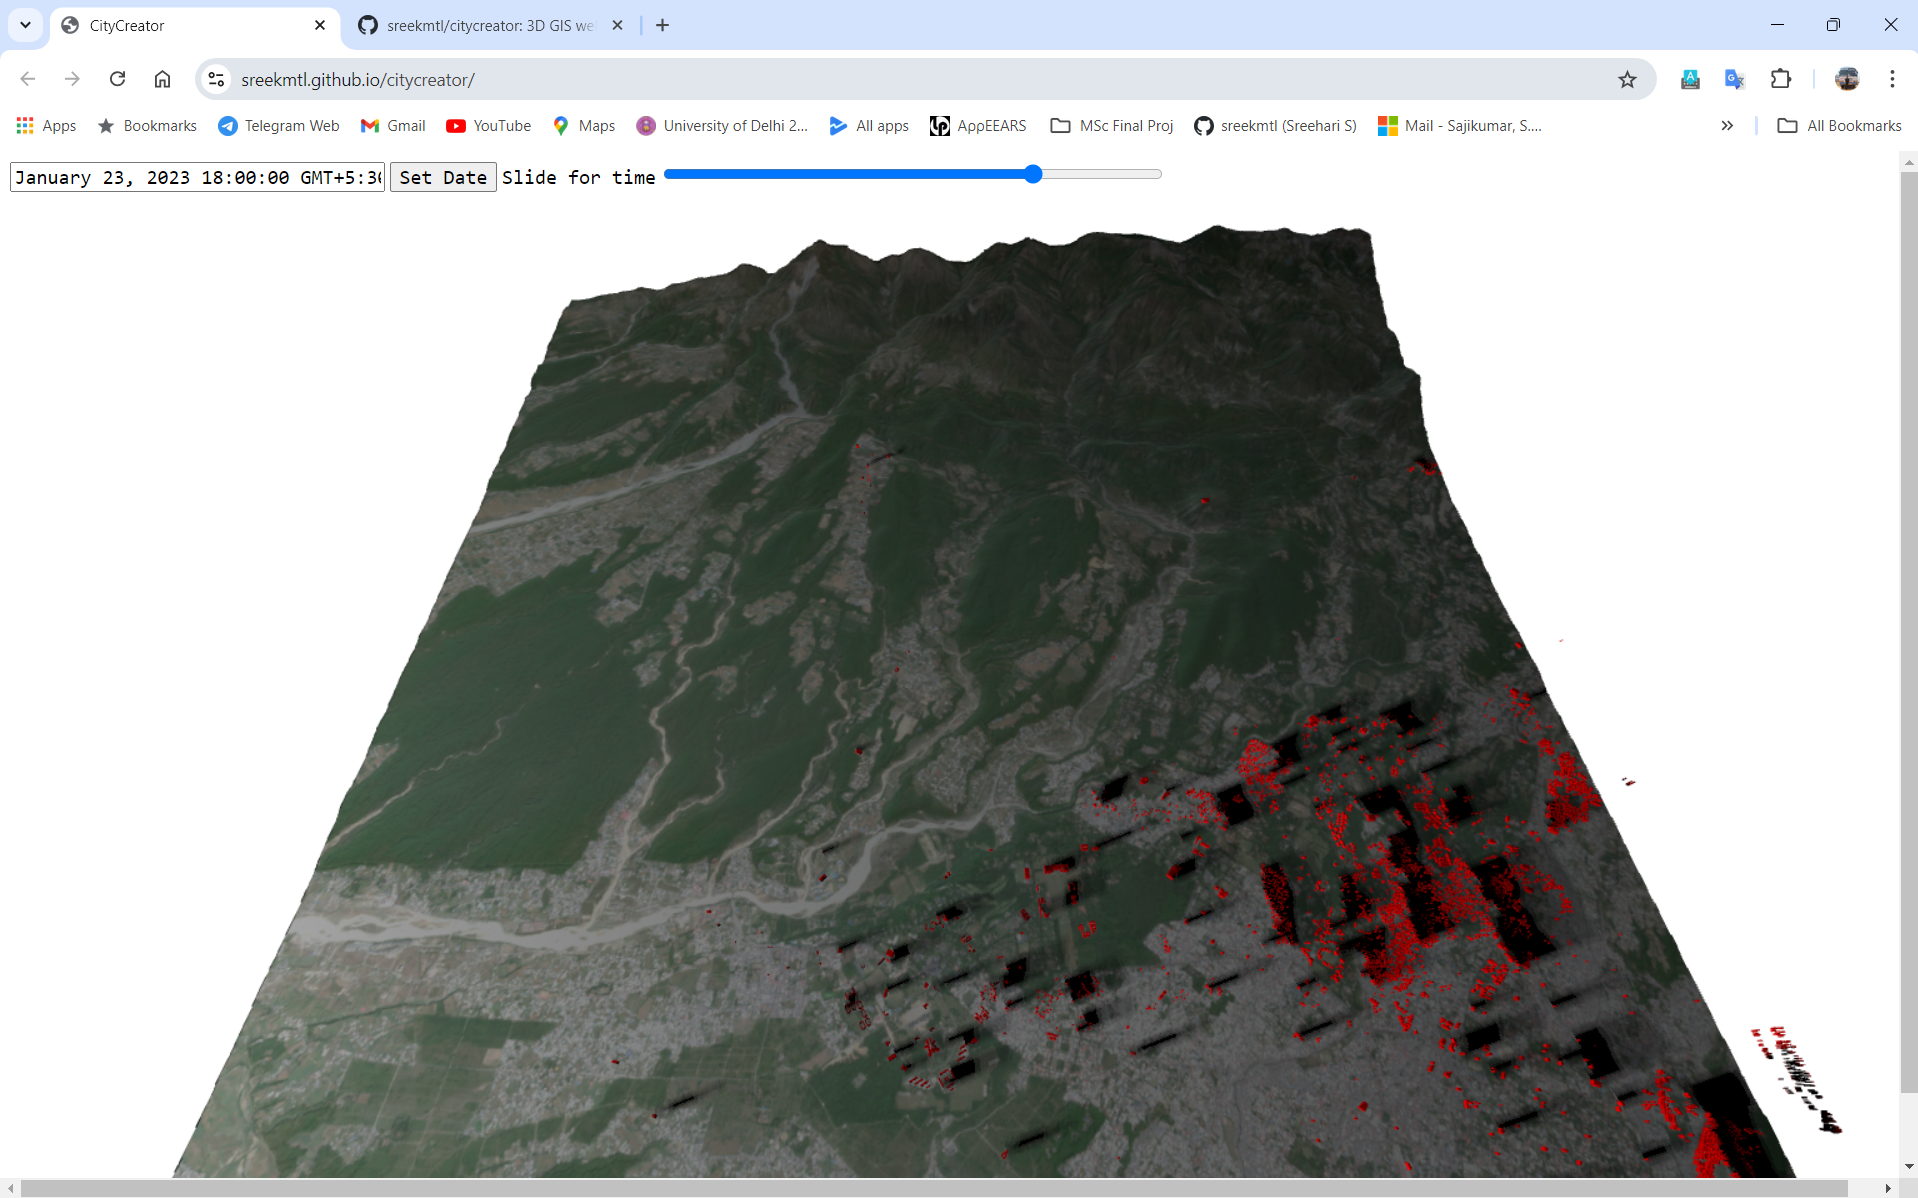 CityCreator
sreekmtl/citycreator: 3D GIS we
sreekmtl.github.io/citycreator/
Apps Bookmarks Telegram Web Gmail YouTube Maps University of Delhi 2... All apps AppEEARS MSc Final Proj sreekmtl (Sreehari S) Mail - Sajikumar, S.... All Bookmarks
January 23, 2023 18:00:00 GMT+5:30 Set Date Slide for time